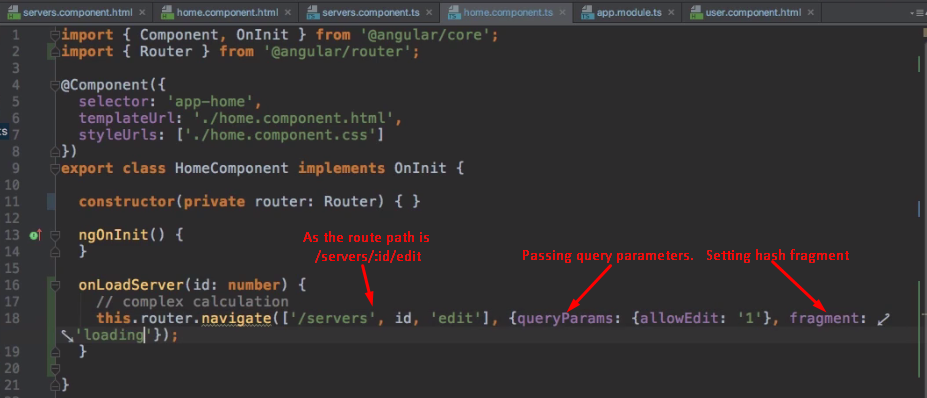 servers.component.html × home.component.html × servers.component.ts × home.component.ts × app.module.ts × user.component.html ×
1 import { Component, OnInit } from '@angular/core';
2 import { Router } from '@angular/router';
3
4 @Component({
5 selector: 'app-home',
6 templateUrl: './home.component.html',
ts 7 styleUrls: ['./home.component.css']
8 })
9 export class HomeComponent implements OnInit {
10
11 constructor(private router: Router) { }
12
13 ngOnInit() {
14 }
15
As the route path is
/servers/:id/edit
Passing query parameters. Setting hash fragment
16 onLoadServer(id: number) {
17 // complex calculation
18 this.router.navigate(['/servers', id, 'edit'], {queryParams: {allowEdit: '1'}, fragment:
'loading'});
19 }
20
21 }